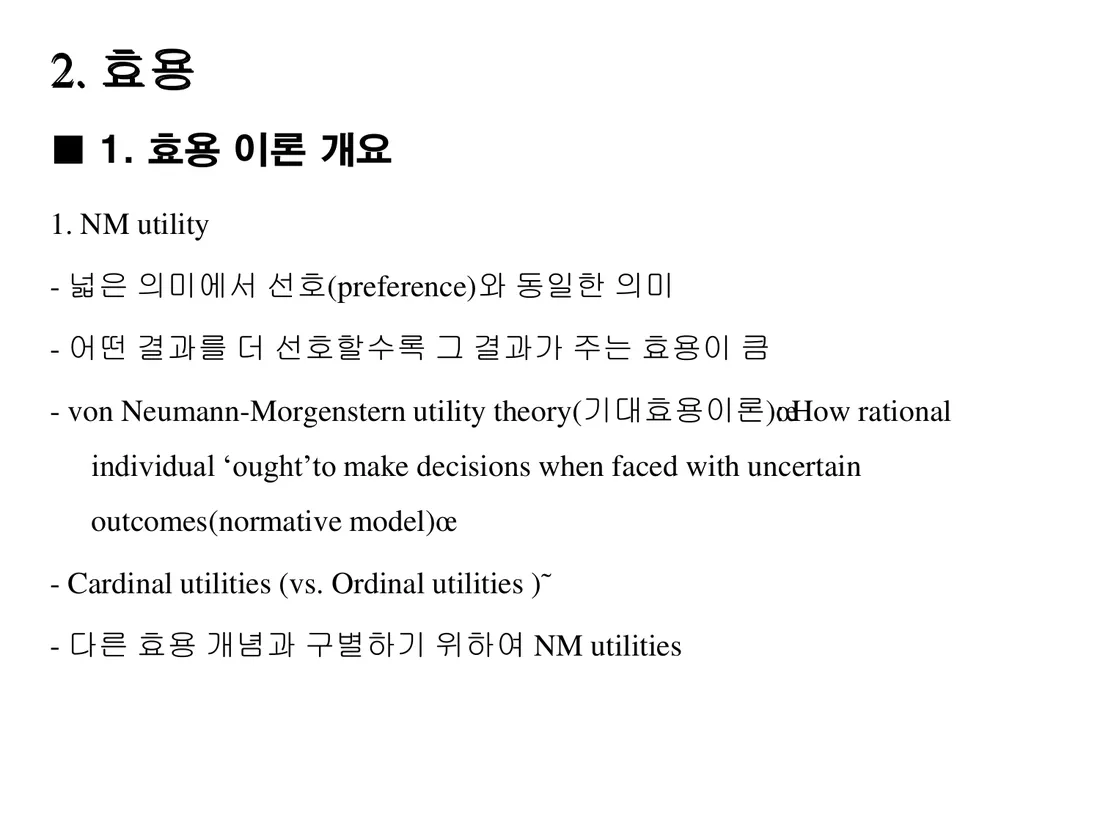 2. 효용
■ 1. 효용 이론 개요
1. NM utility
- 넓은 의미에서 선호(preference)와 동일한 의미
- 어떤 결과를 더 선호할수록 그 결과가 주는 효용이 큼
- von Neumann-Morgenstern utility theory(기대효용이론)œHow rational
individual ‘ought’to make decisions when faced with uncertain
outcomes(normative model)œ
- Cardinal utilities (vs. Ordinal utilities )˜
- 다른 효용 개념과 구별하기 위하여 NM utilities